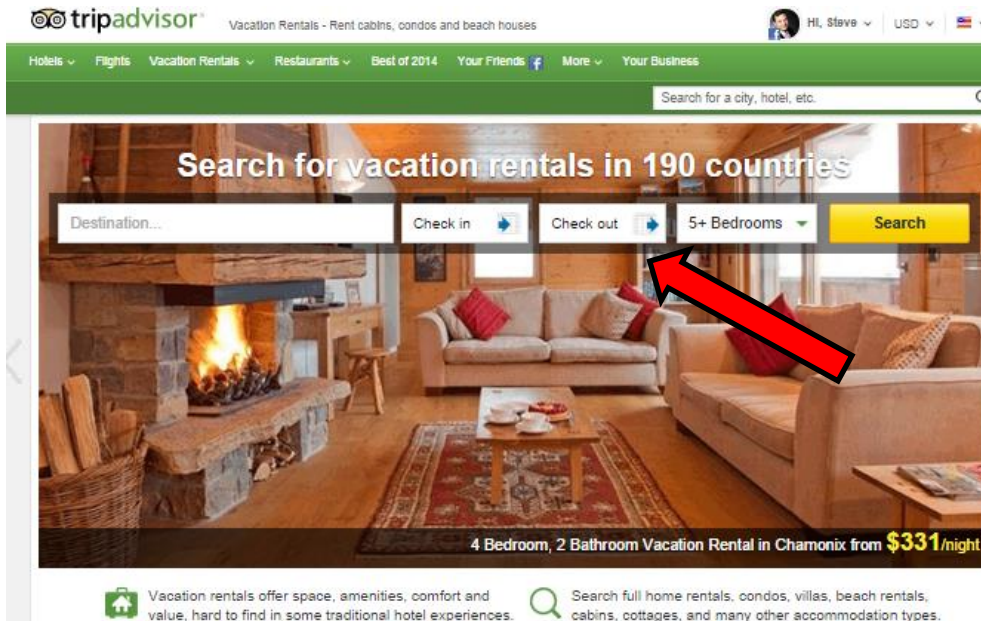 tripadvisor
Vacation Rentals - Rent cabins, condos and beach houses
Hi, Steve
USD
Hotels Flights Vacation Rentals Restaurants Best of 2014 Your Friends f More Your Business
Search for a city, hotel, etc.
Search for vacation rentals in 190 countries
Destination... Check in Check out 5+ Bedrooms Search
4 Bedroom, 2 Bathroom Vacation Rental in Chamonix from $331/night
Vacation rentals offer space, amenities, comfort and
value, hard to find in some traditional hotel experiences.
Search full home rentals, condos, villas, beach rentals,
cabins, cottages, and many other accommodation types.